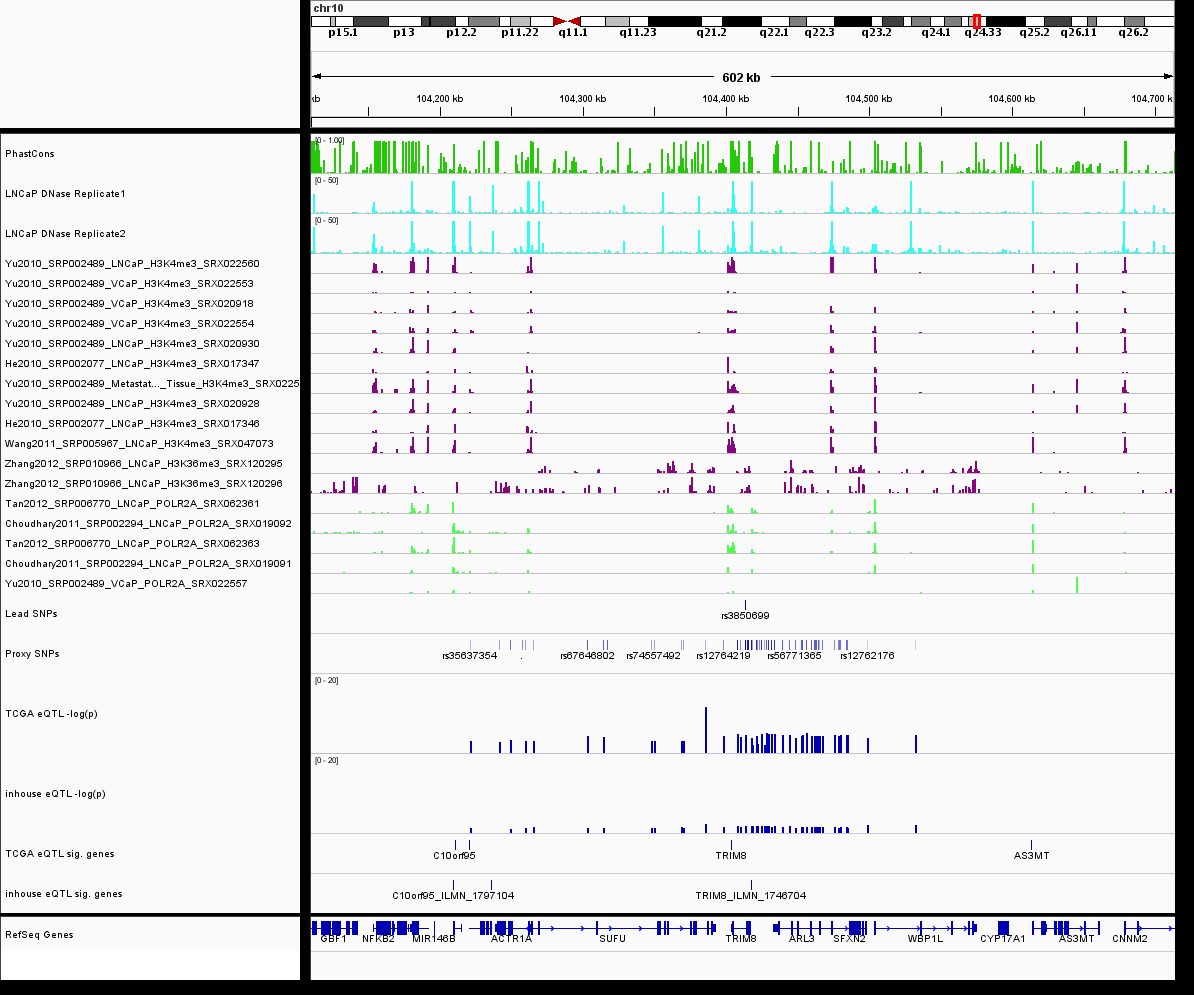 chr10
p15.1 p13 p12.2 p11.22 q11.1 q11.23 q21.2 q22.1 q22.3 q23.2 q24.1 q24.33 q25.2 q26.11 q26.2
602 kb
kb 104,200 kb 104,300 kb 104,400 kb 104,500 kb 104,600 kb 104,700 k
PhastCons [0 - 1.00]
LNCaP DNase Replicate1 [0 - 50]
LNCaP DNase Replicate2 [0 - 50]
Yu2010_SRP002489_LNCaP_H3K4me3_SRX022560
Yu2010_SRP002489_VCaP_H3K4me3_SRX022553
Yu2010_SRP002489_VCaP_H3K4me3_SRX020918
Yu2010_SRP002489_VCaP_H3K4me3_SRX022554
Yu2010_SRP002489_LNCaP_H3K4me3_SRX020930
He2010_SRP002077_LNCaP_H3K4me3_SRX017347
Yu2010_SRP002489_Metastat..._Tissue_H3K4me3_SRX0225
Yu2010_SRP002489_LNCaP_H3K4me3_SRX020928
He2010_SRP002077_LNCaP_H3K4me3_SRX017346
Wang2011_SRP005967_LNCaP_H3K4me3_SRX047073
Zhang2012_SRP010966_LNCaP_H3K36me3_SRX120295
Zhang2012_SRP010966_LNCaP_H3K36me3_SRX120296
Tan2012_SRP006770_LNCaP_POLR2A_SRX062361
Choudhary2011_SRP002294_LNCaP_POLR2A_SRX019092
Tan2012_SRP006770_LNCaP_POLR2A_SRX062363
Choudhary2011_SRP002294_LNCaP_POLR2A_SRX019091
Yu2010_SRP002489_VCaP_POLR2A_SRX022557
Lead SNPs rs3850699
Proxy SNPs rs35637354 . rs67646802 rs74557492 rs12764219 rs56771365 rs12762176
[0 - 20]
TCGA eQTL -log(p)
[0 - 20]
inhouse eQTL -log(p)
TCGA eQTL sig. genes C10orf95 TRIM8 AS3MT
inhouse eQTL sig. genes C10orf95_ILMN_1797104 TRIM8_ILMN_1746704
RefSeq Genes GBF1 NFKB2 MIR146B ACTR1A SUFU TRIM8 ARL3 SFXN2 WBP1L CYP17A1 AS3MT CNNM2